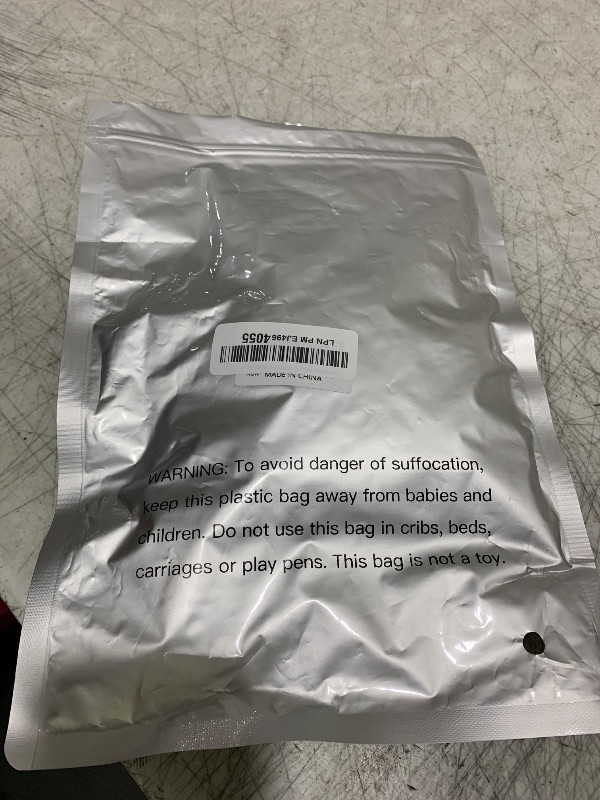 LPN PM EJ4964055
MADE IN CHINA
WARNING: To avoid danger of suffocation,
keep this plastic bag away from babies and
children. Do not use this bag in cribs, beds,
carriages or play pens. This bag is not a toy.